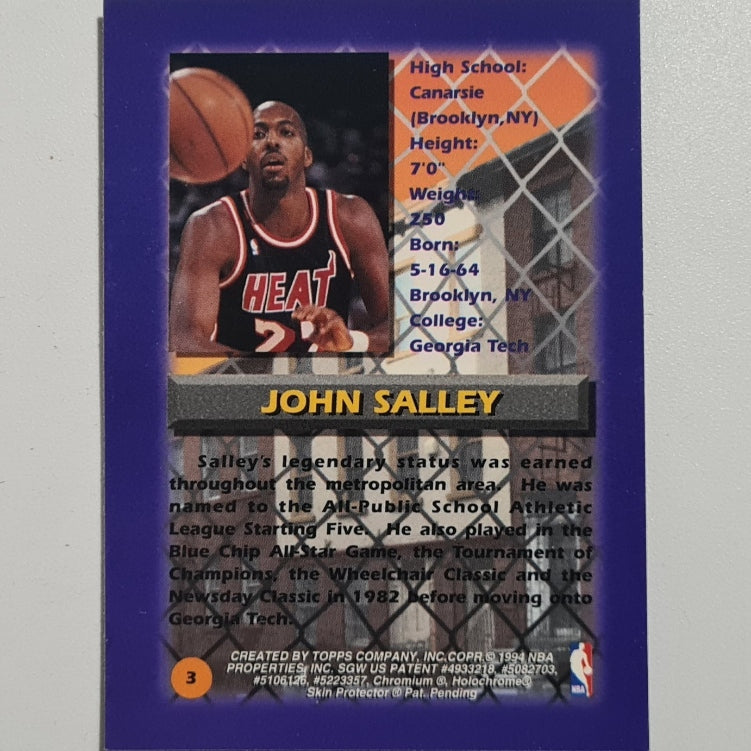 High School:
Canarsie
(Brooklyn,NY)
Height:
7'0"
Weight:
250
Born:
5-16-64
Brooklyn, NY
College:
Georgia Tech
HEAT
JOHN SALLEY
Salley's legendary status was earned
throughout the metropolitan area. He was
named to the All-Public School Athletic
League Starting Five. He also played in the
Blue Chip All-Star Game, the Tournament of
Champions, the Wheelchair Classic and the
Newsday Classic in 1982 before moving onto
Georgia Tech.
3
CREATED BY TOPPS COMPANY, INC.COPR.© 1994 NBA
PROPERTIES, INC. SGW US PATENT #4933218, #5082703,
#5106126, #5223357, Chromium ®, Holochrome®
Skin Protector ® Pat. Pending
NBA